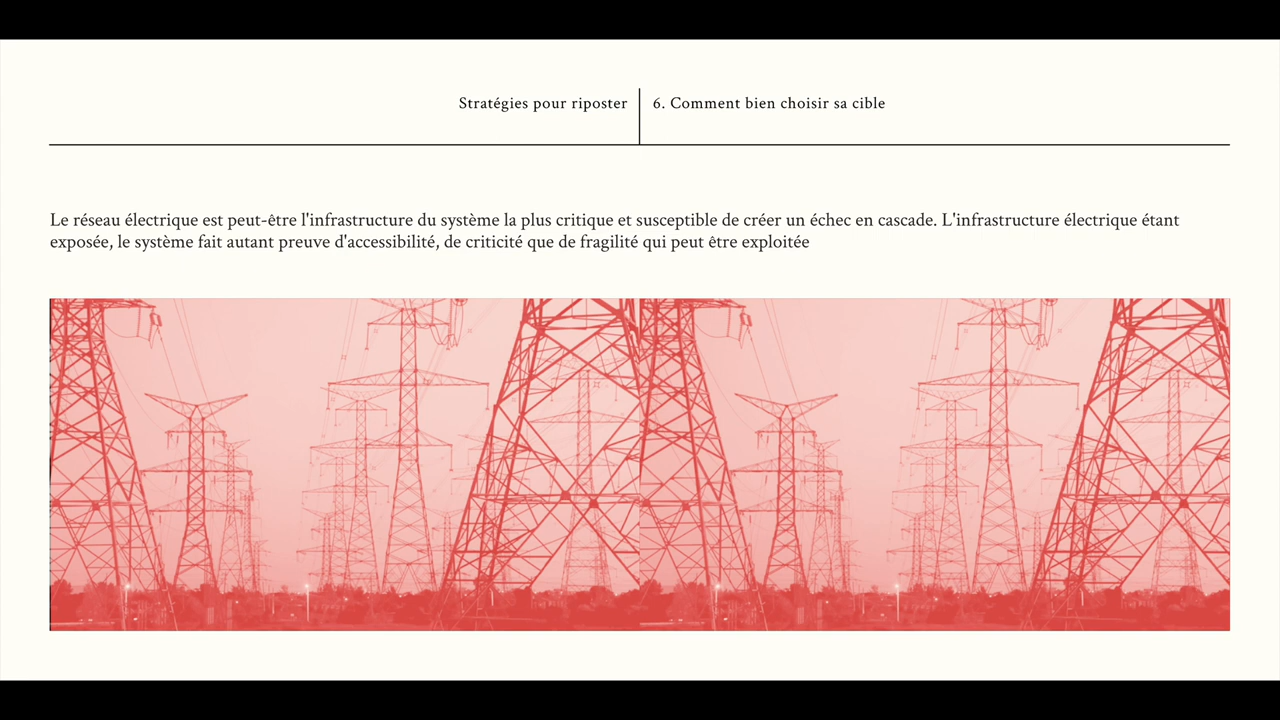 Stratégies pour riposter
6. Comment bien choisir sa cible
Le réseau électrique est peut-être l'infrastructure du système la plus critique et susceptible de créer un échec en cascade. L'infrastructure électrique étant
exposée, le système fait autant preuve d'accessibilité, de criticité que de fragilité qui peut être exploitée